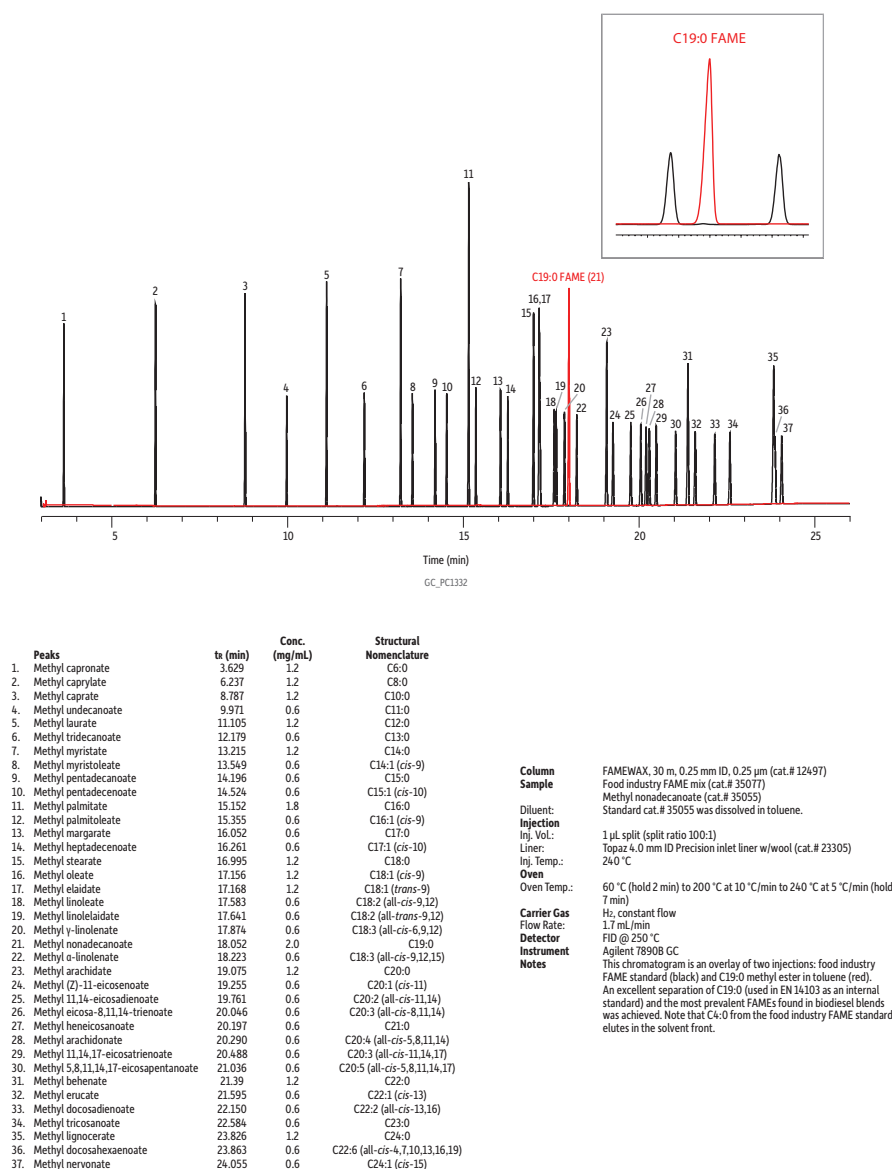 C19:0 FAME
11
C19:0 FAME (21)
1
2
3
4
5
6
7
8
9
10
12
13
14
15
16,17
18
19
20
22
23
24
25
26
27
28
29
30
31
32
33
34
35
36
37
5 10 15 20 25
Time (min)
GC_PC1332
Conc. Structural
Peaks tR (min) (mg/mL) Nomenclature
1. Methyl capronate 3.629 1.2 C6:0
2. Methyl caprylate 6.237 1.2 C8:0
3. Methyl caprate 8.787 1.2 C10:0
4. Methyl undecanoate 9.971 0.6 C11:0
5. Methyl laurate 11.105 1.2 C12:0
6. Methyl tridecanoate 12.179 0.6 C13:0
7. Methyl myristate 13.215 1.2 C14:0
8. Methyl myristoleate 13.549 0.6 C14:1 (cis-9)
9. Methyl pentadecanoate 14.196 0.6 C15:0
10. Methyl pentadecenoate 14.524 0.6 C15:1 (cis-10)
11. Methyl palmitate 15.152 1.8 C16:0
12. Methyl palmitoleate 15.355 0.6 C16:1 (cis-9)
13. Methyl margarate 16.052 0.6 C17:0
14. Methyl heptadecenoate 16.261 0.6 C17:1 (cis-10)
15. Methyl stearate 16.995 1.2 C18:0
16. Methyl oleate 17.156 1.2 C18:1 (cis-9)
17. Methyl elaidate 17.168 1.2 C18:1 (trans-9)
18. Methyl linoleate 17.583 0.6 C18:2 (all-cis-9,12)
19. Methyl linolelaidate 17.641 0.6 C18:2 (all-trans-9,12)
20. Methyl γ-linolenate 17.874 0.6 C18:3 (all-cis-6,9,12)
21. Methyl nonadecanoate 18.052 2.0 C19:0
22. Methyl α-linolenate 18.223 0.6 C18:3 (all-cis-9,12,15)
23. Methyl arachidate 19.075 1.2 C20:0
24. Methyl (Z)-11-eicosenoate 19.255 0.6 C20:1 (cis-11)
25. Methyl 11,14-eicosadienoate 19.761 0.6 C20:2 (all-cis-11,14)
26. Methyl eicosa-8,11,14-trienoate 20.046 0.6 C20:3 (all-cis-8,11,14)
27. Methyl heneicosanoate 20.197 0.6 C21:0
28. Methyl arachidonate 20.290 0.6 C20:4 (all-cis-5,8,11,14)
29. Methyl 11,14,17-eicosatrienoate 20.488 0.6 C20:3 (all-cis-11,14,17)
30. Methyl 5,8,11,14,17-eicosapentanoate 21.036 0.6 C20:5 (all-cis-5,8,11,14,17)
31. Methyl behenate 21.39 1.2 C22:0
32. Methyl erucate 21.595 0.6 C22:1 (cis-13)
33. Methyl docosadienoate 22.150 0.6 C22:2 (all-cis-13,16)
34. Methyl tricosanoate 22.584 0.6 C23:0
35. Methyl lignocerate 23.826 1.2 C24:0
36. Methyl docosahexaenoate 23.863 0.6 C22:6 (all-cis-4,7,10,13,16,19)
37. Methyl nervonate 24.055 0.6 C24:1 (cis-15)
Column FAMEWAX, 30 m, 0.25 mm ID, 0.25 µm (cat.# 12497)
Sample Food industry FAME mix (cat.# 35077)
Methyl nonadecanoate (cat.# 35055)
Diluent: Standard cat.# 35055 was dissolved in toluene.
Injection
Inj. Vol.: 1 µL split (split ratio 100:1)
Liner: Topaz 4.0 mm ID Precision inlet liner w/wool (cat.# 23305)
Inj. Temp.: 240 °C
Oven
Oven Temp.: 60 °C (hold 2 min) to 200 °C at 10 °C/min to 240 °C at 5 °C/min (hold
7 min)
Carrier Gas H2, constant flow
Flow Rate: 1.7 mL/min
Detector FID @ 250 °C
Instrument Agilent 7890B GC
Notes This chromatogram is an overlay of two injections: food industry
FAME standard (black) and C19:0 methyl ester in toluene (red).
An excellent separation of C19:0 (used in EN 14103 as an internal
standard) and the most prevalent FAMEs found in biodiesel blends
was achieved. Note that C4:0 from the food industry FAME standard
elutes in the solvent front.